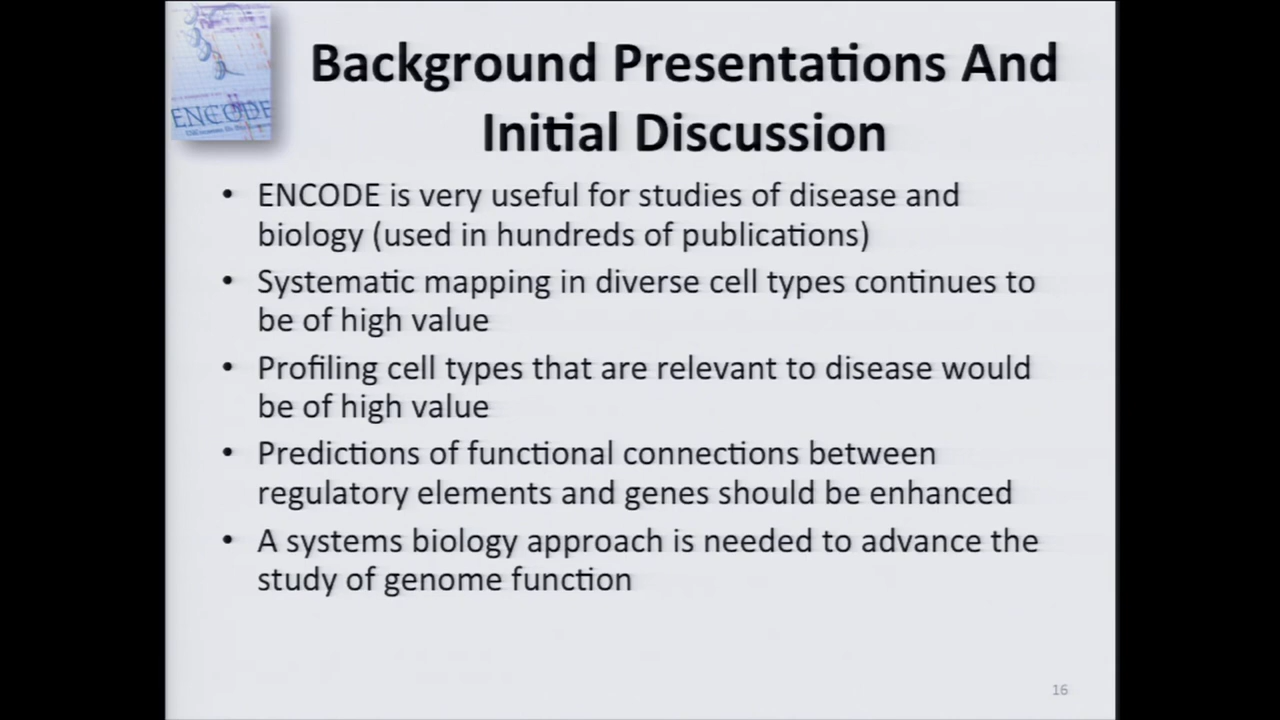 ENCODE
Background Presentations And
Initial Discussion
• ENCODE is very useful for studies of disease and
biology (used in hundreds of publications)
• Systematic mapping in diverse cell types continues to
be of high value
• Profiling cell types that are relevant to disease would
be of high value
• Predictions of functional connections between
regulatory elements and genes should be enhanced
• A systems biology approach is needed to advance the
study of genome function
16